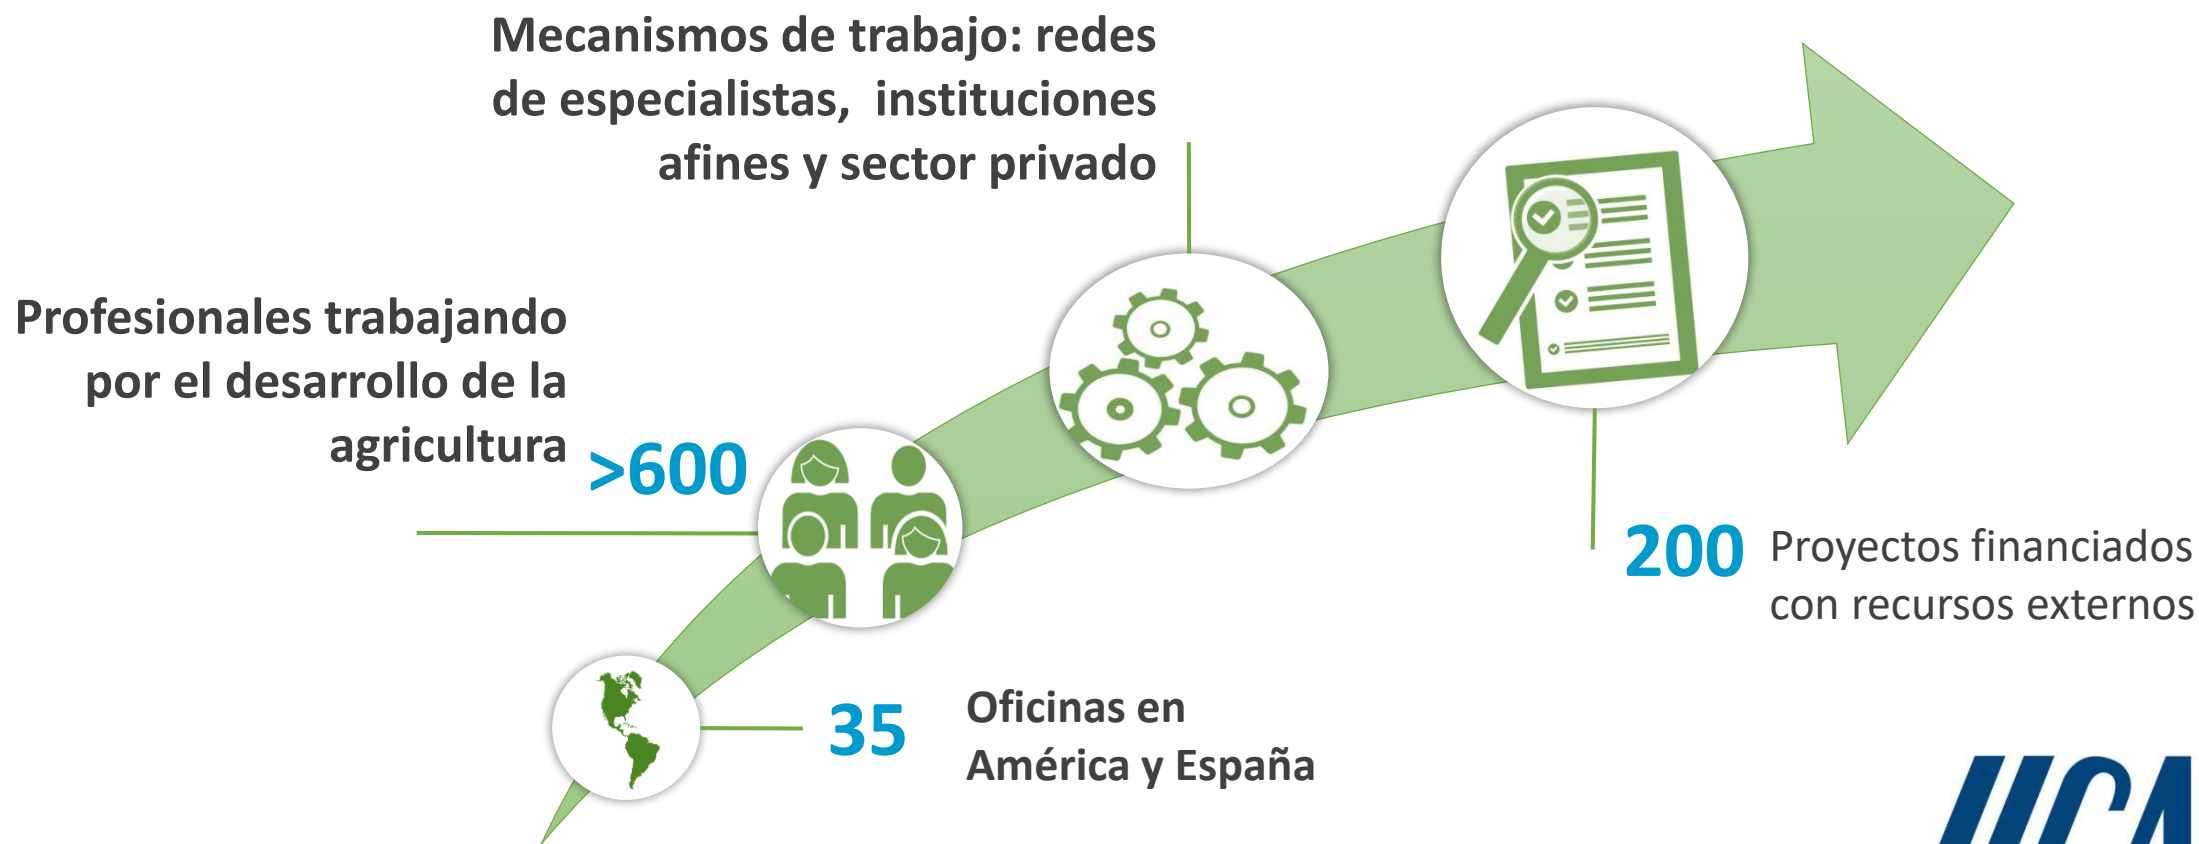 Mecanismos de trabajo: redes
de especialistas, instituciones
afines y sector privado
Profesionales trabajando
por el desarrollo de la
agricultura
>600
200
Proyectos financiados
con recursos externos
35
Oficinas en
América y España
IICA